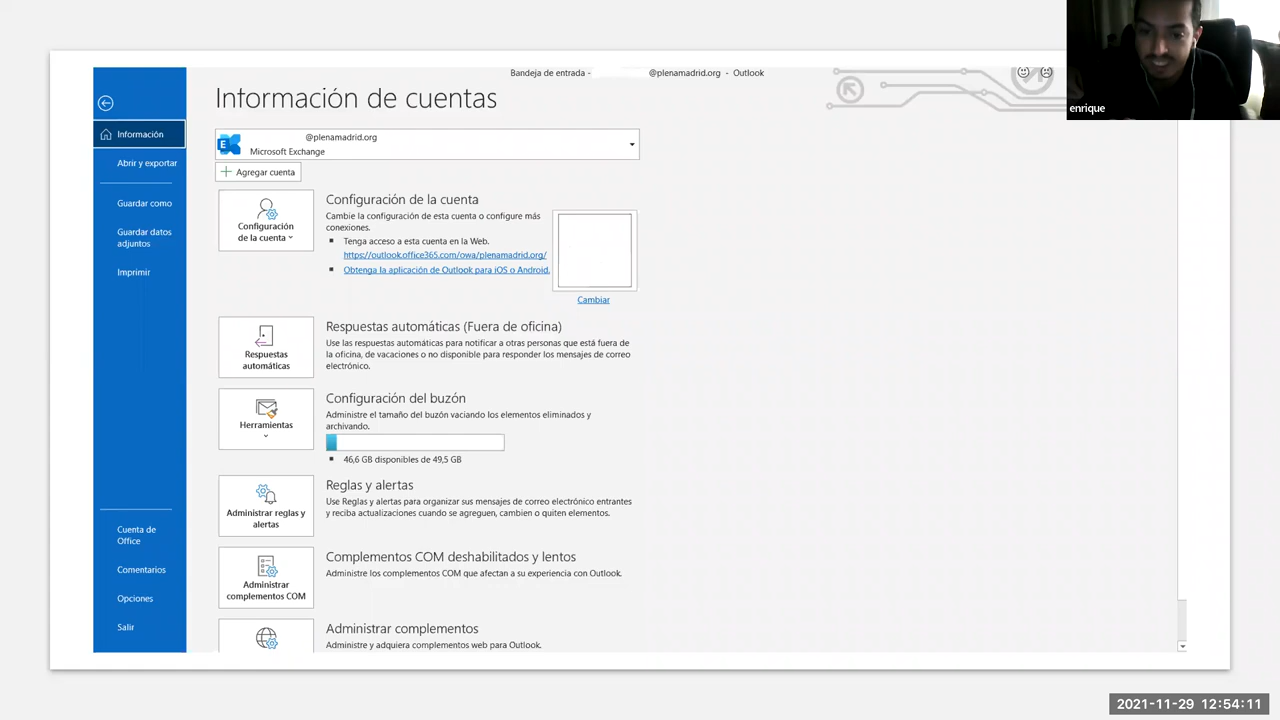 Bandeja de entrada - @plenamadrid.org - Outlook
enrique
Información de cuentas
Información
Abrir y exportar
Guardar como
Guardar datos
adjuntos
Imprimir
Cuenta de
Office
Comentarios
Opciones
Salir
@plenamadrid.org
Microsoft Exchange
Agregar cuenta
Configuración
de la cuenta
Configuración de la cuenta
Cambie la configuración de esta cuenta o configure más
conexiones.
Tenga acceso a esta cuenta en la Web.
https://outlook.office365.com/owa/plenamadrid.org/
Obtenga la aplicación de Outlook para iOS o Android.
Cambiar
Respuestas
automáticas
Respuestas automáticas (Fuera de oficina)
Use las respuestas automáticas para notificar a otras personas que está fuera de
la oficina, de vacaciones o no disponible para responder los mensajes de correo
electrónico.
Herramientas
Configuración del buzón
Administre el tamaño del buzón vaciando los elementos eliminados y
archivando.
46,6 GB disponibles de 49,5 GB
Administrar reglas y
alertas
Reglas y alertas
Use Reglas y alertas para organizar sus mensajes de correo electrónico entrantes
y reciba actualizaciones cuando se agreguen, cambien o quiten elementos.
Administrar
complementos COM
Complementos COM deshabilitados y lentos
Administre los complementos COM que afectan a su experiencia con Outlook.
Administrar complementos
Administre y adquiera complementos web para Outlook.
2021-11-29 12:54:11